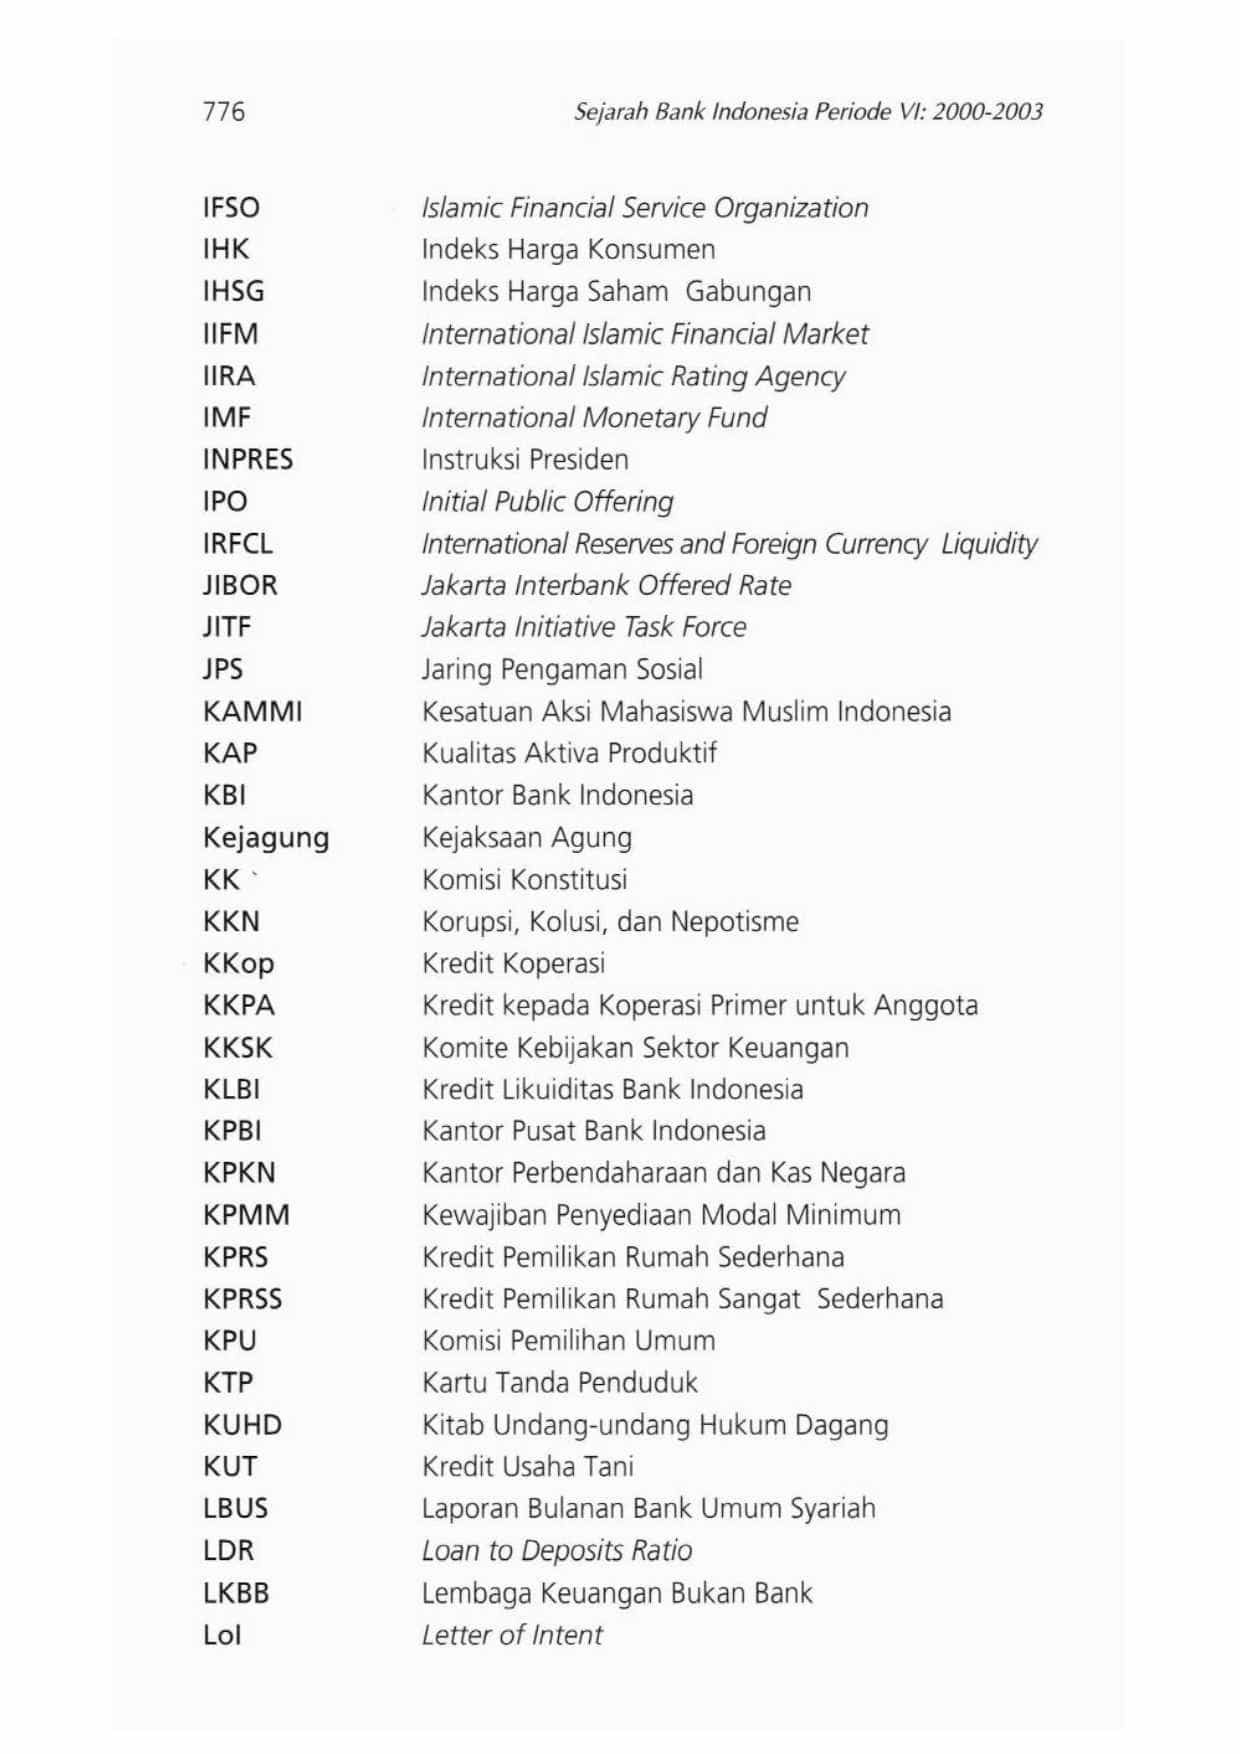 776 Sejarah Bank Indonesia Periode VI: 2000-2003
IFSO Islamic Financial Service Organization
IHK Indeks Harga Konsumen
IHSG Indeks Harga Saham Gabungan
IIFM International Islamic Financial Market
IIRA International Islamic Rating Agency
IMF International Monetary Fund
INPRES Instruksi Presiden
IPO Initial Public Offering
IRFCL International Reserves and Foreign Currency Liquidity
JIBOR Jakarta Interbank Offered Rate
JITF Jakarta Initiative Task Force
JPS Jaring Pengaman Sosial
KAMMI Kesatuan Aksi Mahasiswa Muslim Indonesia
KAP Kualitas Aktiva Produktif
KBI Kantor Bank Indonesia
Kejagung Kejaksaan Agung
KK Komisi Konstitusi
KKN Korupsi, Kolusi, dan Nepotisme
KKop Kredit Koperasi
KKPA Kredit kepada Koperasi Primer untuk Anggota
KKSK Komite Kebijakan Sektor Keuangan
KLBI Kredit Likuiditas Bank Indonesia
KPBI Kantor Pusat Bank Indonesia
KPKN Kantor Perbendaharaan dan Kas Negara
KPMM Kewajiban Penyediaan Modal Minimum
KPRS Kredit Pemilikan Rumah Sederhana
KPRSS Kredit Pemilikan Rumah Sangat Sederhana
KPU Komisi Pemilihan Umum
KTP Kartu Tanda Penduduk
KUHD Kitab Undang-undang Hukum Dagang
KUT Kredit Usaha Tani
LBUS Laporan Bulanan Bank Umum Syariah
LDR Loan to Deposits Ratio
LKBB Lembaga Keuangan Bukan Bank
LoI Letter of Intent